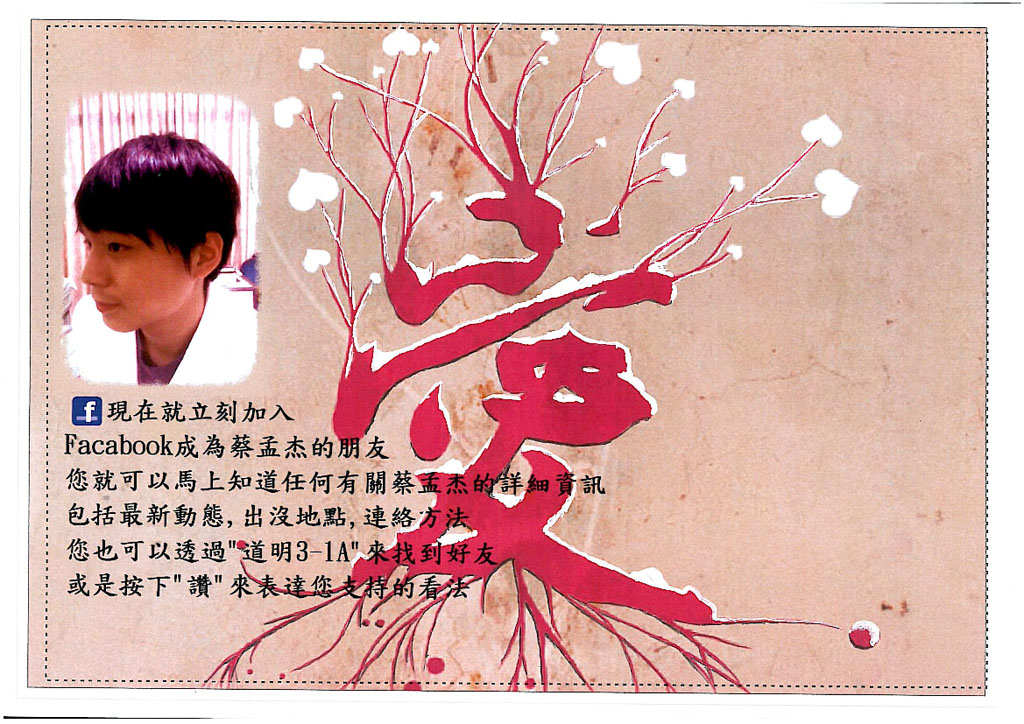 愛
現在就立刻加入
Facabook成為蔡孟杰的朋友
您就可以馬上知道任何有關蔡孟杰的詳細資訊
包括最新動態,出沒地點,連絡方法
您也可以透過"道明3-1A"來找到好友
或是按下"讚"來表達您支持的看法